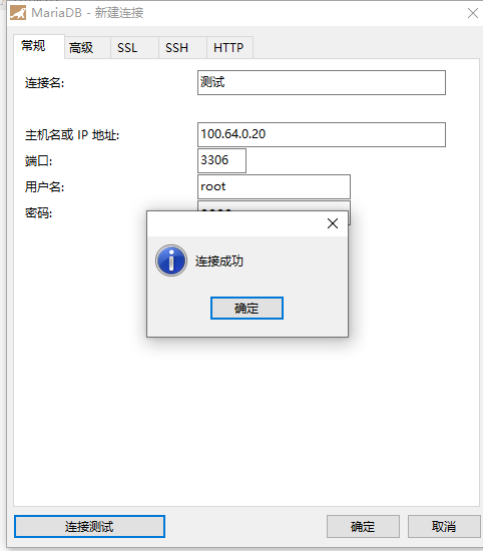 MariaDB - 新建连接
常规 高级 SSL SSH HTTP
连接名: 测试
主机名或 IP 地址: 100.64.0.20
端口: 3306
用户名: root
密码:
连接成功
确定
连接测试 确定 取消